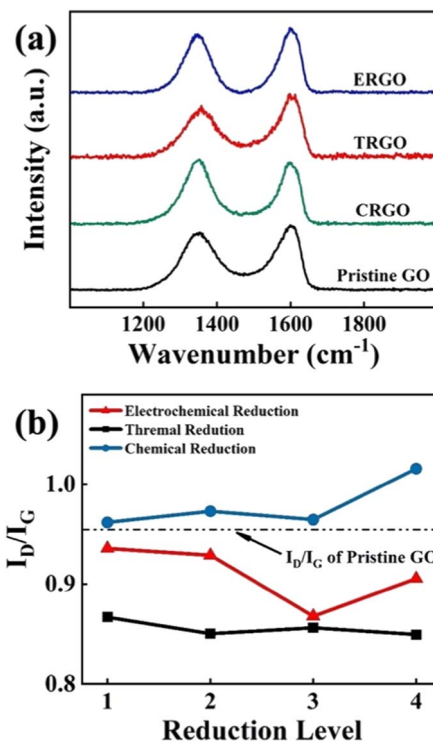 (a)
ERGO
TRGO
CRGO
Pristine GO
Intensity (a.u.)
1200 1400 1600 1800
Wavenumber (cm⁻¹)
(b)
Electrochemical Reduction
Thremal Redution
Chemical Reduction
1.0
I_D/I_G of Pristine GO
0.9
0.8
I_D/I_G
1 2 3 4
Reduction Level